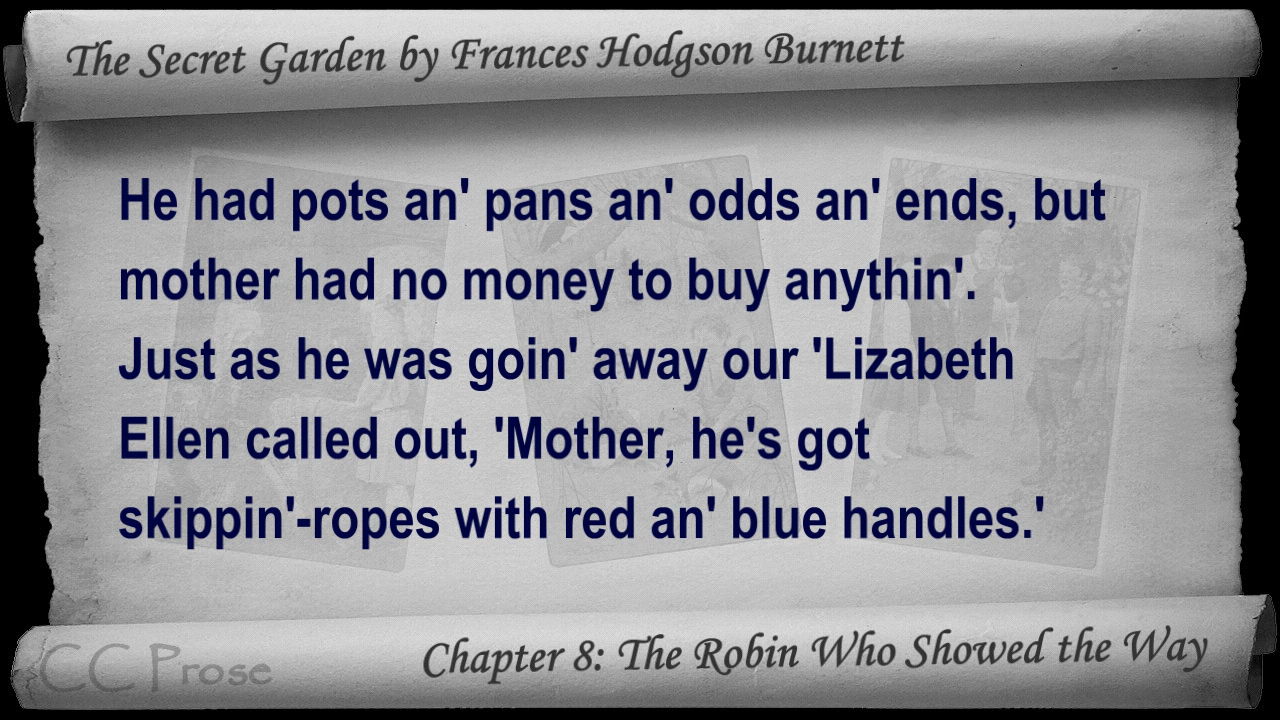 The Secret Garden by Frances Hodgson Burnett
He had pots an' pans an' odds an' ends, but
mother had no money to buy anythin'.
Just as he was goin' away our 'Lizabeth
Ellen called out, 'Mother, he's got
skippin'-ropes with red an' blue handles.'
Chapter 8: The Robin Who Showed the Way
CC Prose